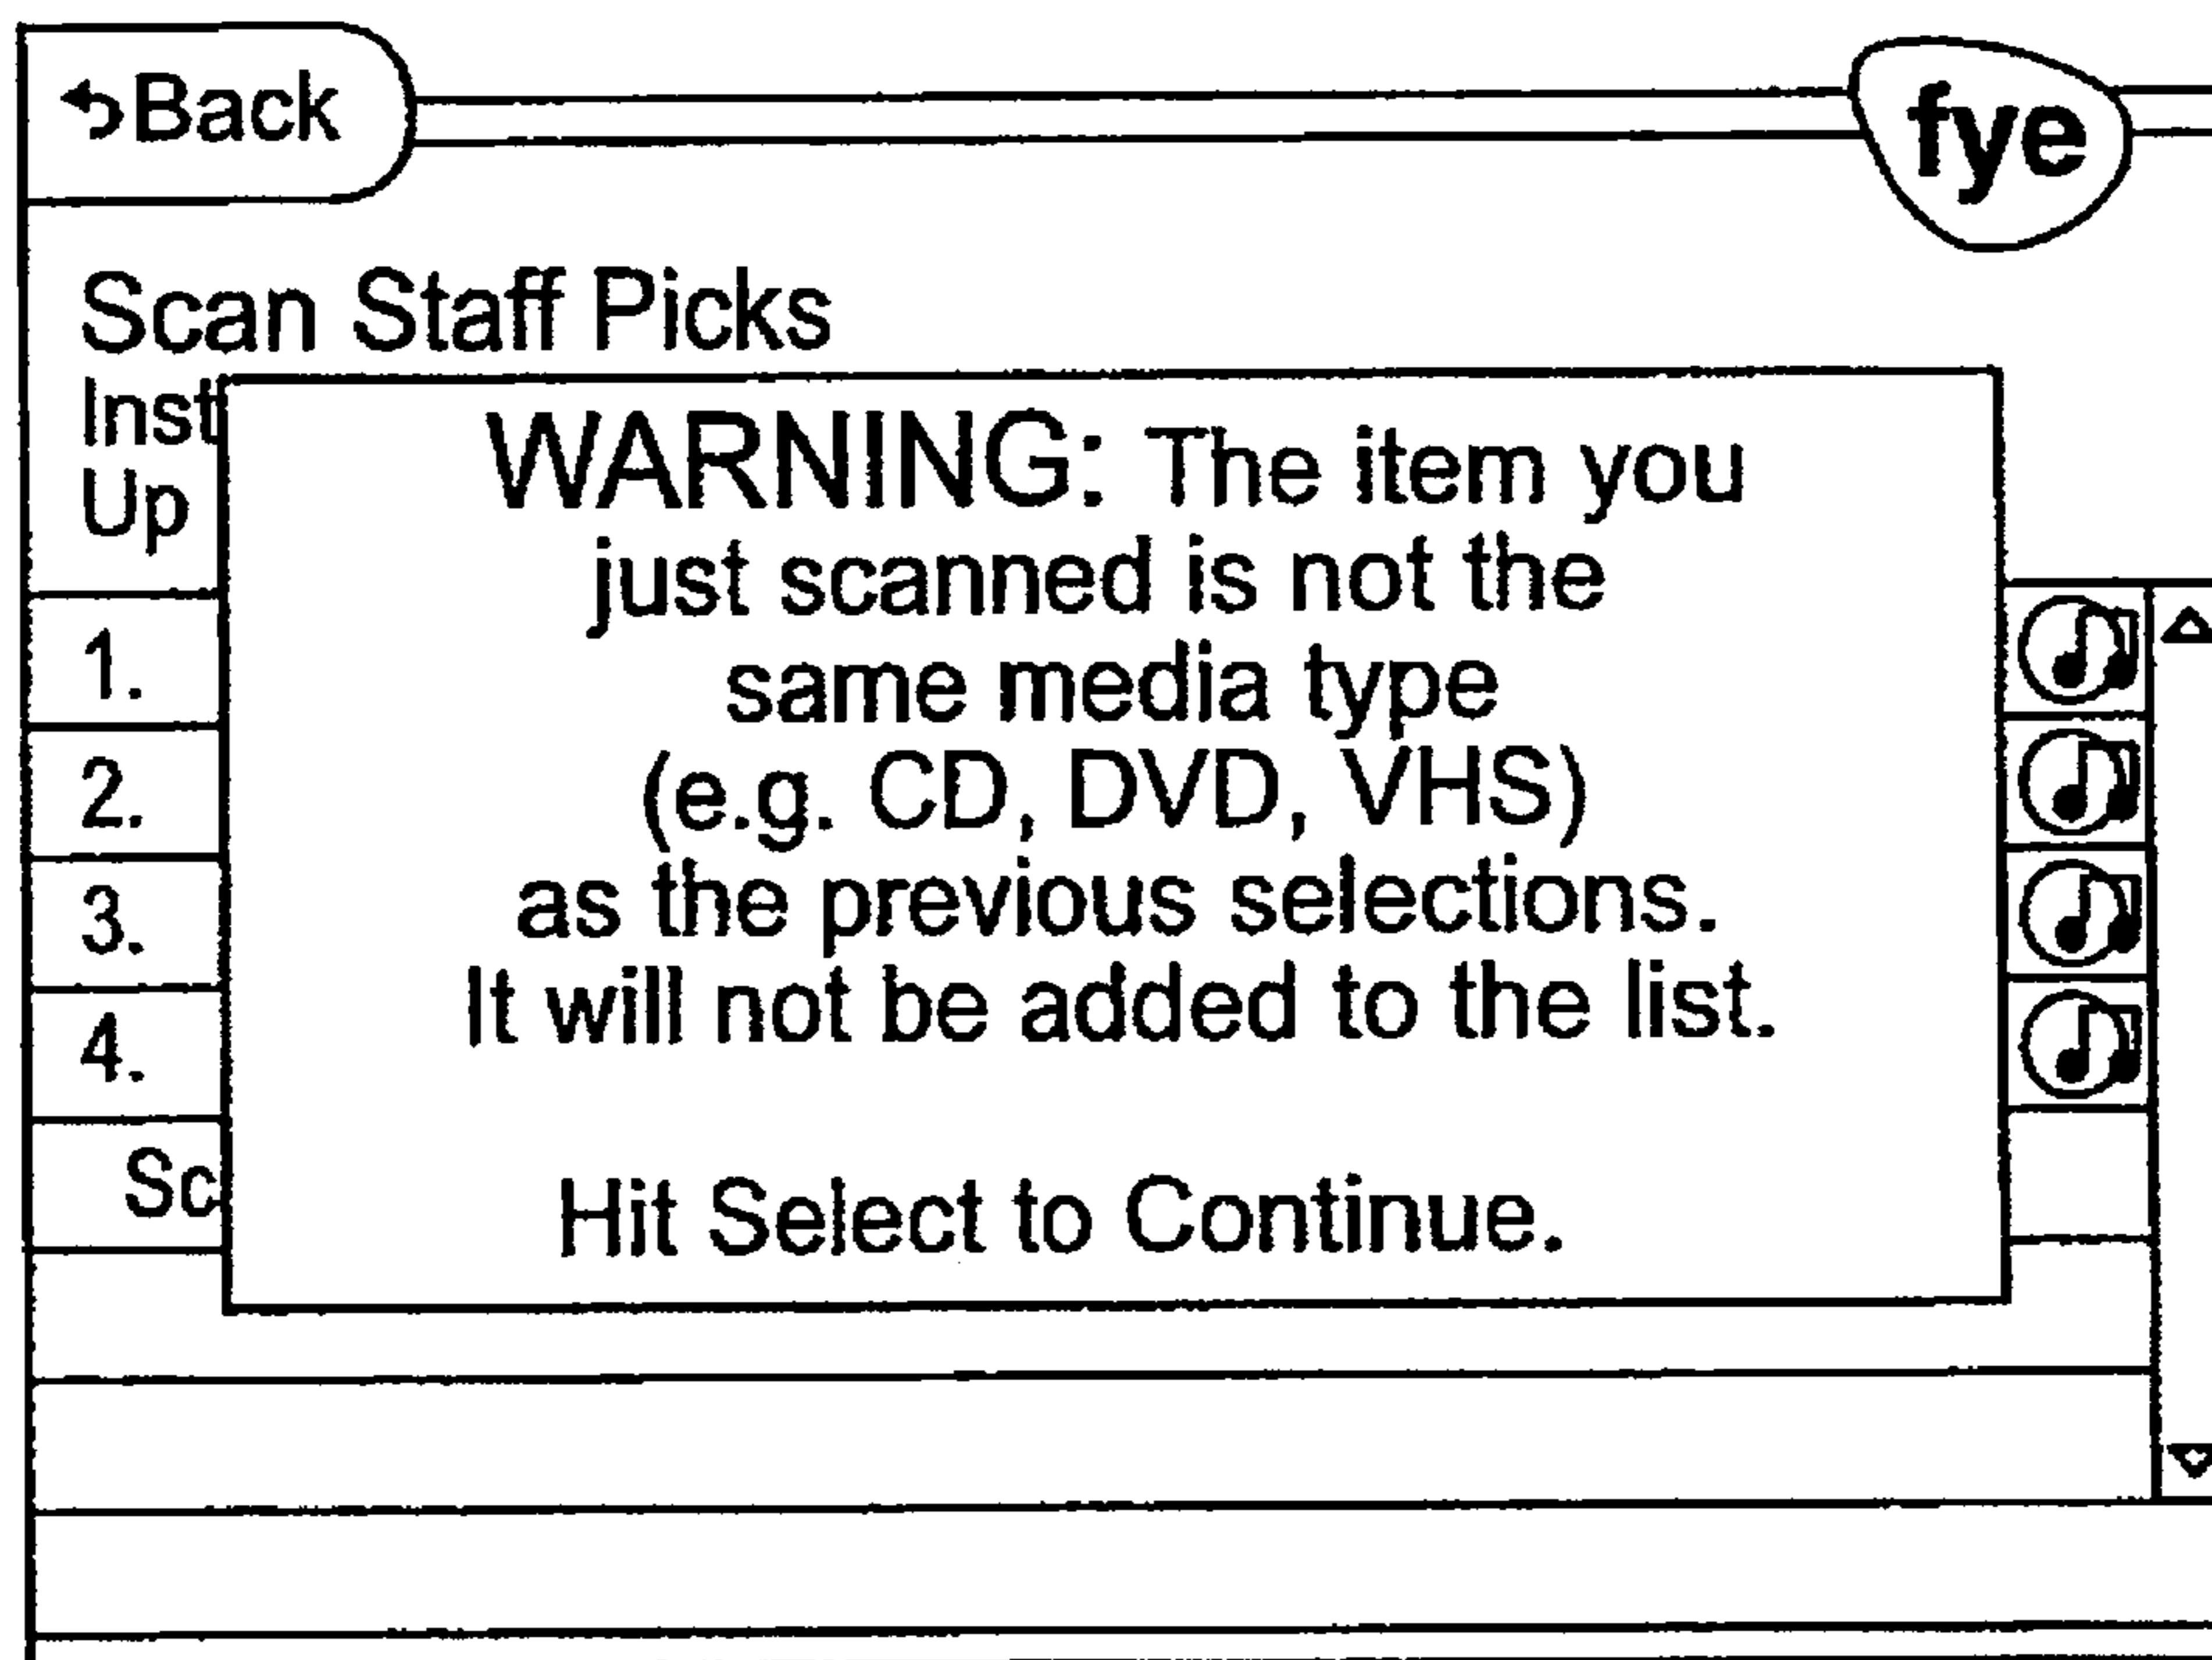 Back
fye
Scan Staff Picks
Inst
Up
WARNING: The item you
just scanned is not the
same media type
(e.g. CD, DVD, VHS)
as the previous selections.
It will not be added to the list.
Hit Select to Continue.
1.
2.
3.
4.
Sc